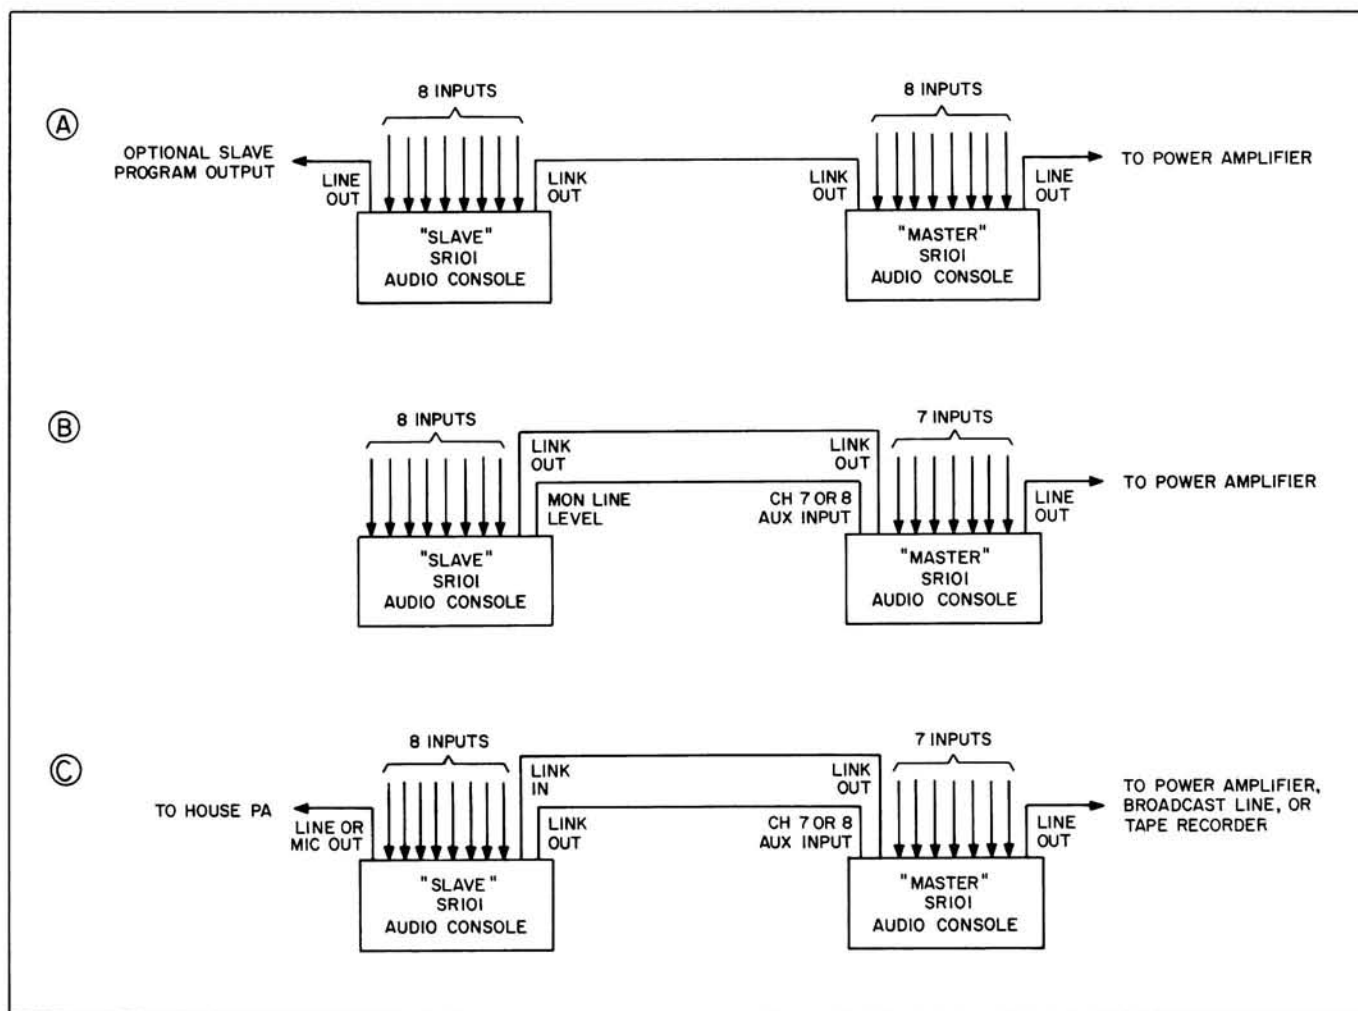 A
8 INPUTS
8 INPUTS
OPTIONAL SLAVE
PROGRAM OUTPUT
LINE
OUT
LINK
OUT
LINK
OUT
LINE
OUT
TO POWER AMPLIFIER
"SLAVE"
SR101
AUDIO CONSOLE
"MASTER"
SR101
AUDIO CONSOLE
B
8 INPUTS
7 INPUTS
LINK
OUT
LINK
OUT
MON LINE
LEVEL
CH 7 OR 8
AUX INPUT
LINE
OUT
TO POWER AMPLIFIER
"SLAVE"
SR101
AUDIO CONSOLE
"MASTER"
SR101
AUDIO CONSOLE
C
8 INPUTS
7 INPUTS
TO HOUSE PA
LINE OR
MIC OUT
LINK
IN
LINK
OUT
LINK
OUT
CH 7 OR 8
AUX INPUT
LINE
OUT
TO POWER AMPLIFIER,
BROADCAST LINE, OR
TAPE RECORDER
"SLAVE"
SR101
AUDIO CONSOLE
"MASTER"
SR101
AUDIO CONSOLE